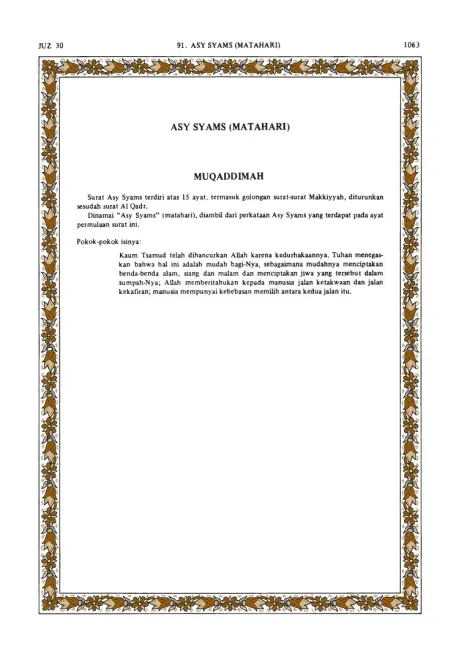 JUZ 30 91. ASY SYAMS (MATAHARI) 1063
ASY SYAMS (MATAHARI)
MUQADDIMAH
Surat Asy Syams terdiri atas 15 ayat, termasuk golongan surat-surat Makkiyyah, diturunkan
sesudah surat Al Qadr.
Dinamai "Asy Syams" (matahari), diambil dari perkataan Asy Syams yang terdapat pada ayat
permulaan surat ini.
Pokok-pokok isinya:
Kaum Tsamud telah dihancurkan Allah karena kedurhakaannya. Tuhan menegas-
kan bahwa hal ini adalah mudah bagi-Nya, sebagaimana mudahnya menciptakan
benda-benda alam, siang dan malam dan menciptakan jiwa yang tersebut dalam
sumpah-Nya; Allah memberitahukan kepada manusia jalan ketakwaan dan jalan
kekafiran; manusia mempunyai kebebasan memilih antara kedua jalan itu.